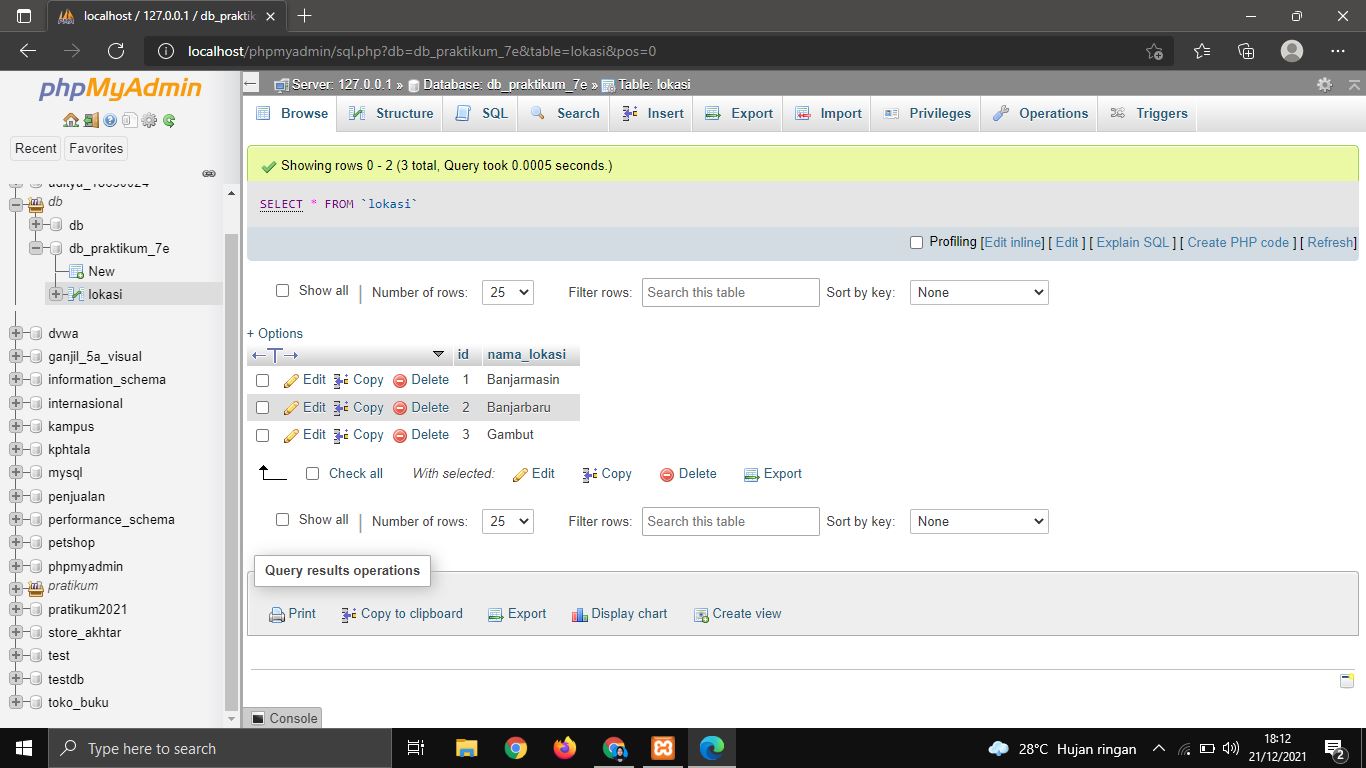 localhost / 127.0.0.1 / db_praktik
localhost/phpmyadmin/sql.php?db=db_praktikum_7e&table=lokasi&pos=0
phpMyAdmin
Recent Favorites
aditya_18630024
db
db
db_praktikum_7e
New
lokasi
dvwa
ganjil_5a_visual
information_schema
internasional
kampus
kphtala
mysql
penjualan
performance_schema
petshop
phpmyadmin
pratikum
pratikum2021
store_akhtar
test
testdb
toko_buku
Server: 127.0.0.1 » Database: db_praktikum_7e » Table: lokasi
Browse Structure SQL Search Insert Export Import Privileges Operations Triggers
Showing rows 0 - 2 (3 total, Query took 0.0005 seconds.)
SELECT * FROM `lokasi`
Profiling [Edit inline] [ Edit ] [ Explain SQL ] [ Create PHP code ] [ Refresh]
Show all | Number of rows: 25 Filter rows: Search this table Sort by key: None
+ Options
←T→ id nama_lokasi
Edit Copy Delete 1 Banjarmasin
Edit Copy Delete 2 Banjarbaru
Edit Copy Delete 3 Gambut
Check all With selected: Edit Copy Delete Export
Show all | Number of rows: 25 Filter rows: Search this table Sort by key: None
Query results operations
Print Copy to clipboard Export Display chart Create view
Console
Type here to search
28°C Hujan ringan
18:12
21/12/2021
2